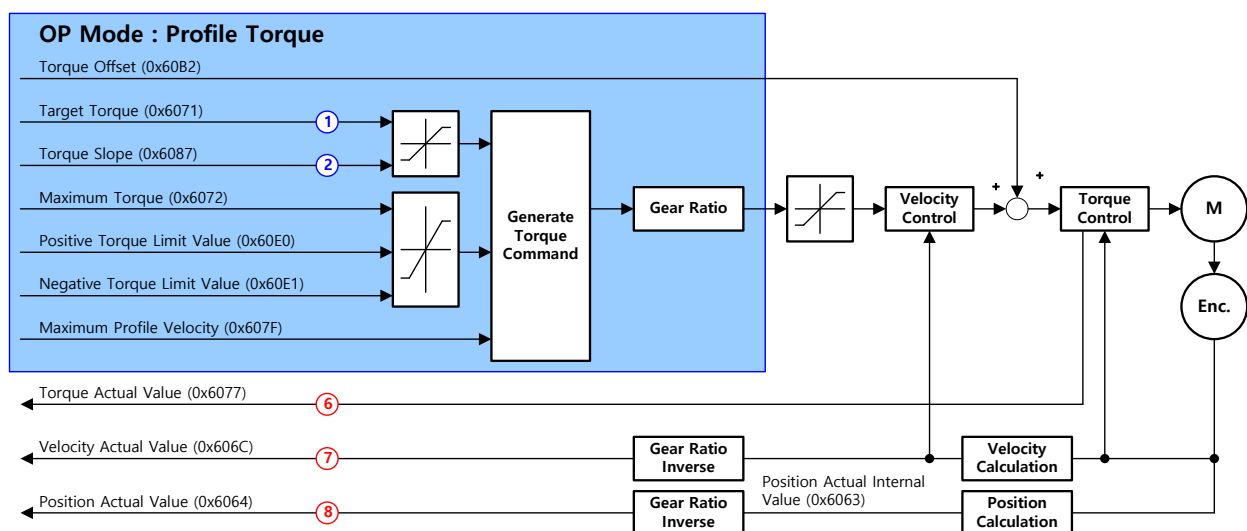 OP Mode : Profile Torque
Torque Offset (0x60B2)
Target Torque (0x6071)
1
Torque Slope (0x6087)
2
Maximum Torque (0x6072)
Positive Torque Limit Value (0x60E0)
Negative Torque Limit Value (0x60E1)
Maximum Profile Velocity (0x607F)
Generate
Torque
Command
Gear Ratio
Velocity
Control
+
+
Torque
Control
M
Enc.
Torque Actual Value (0x6077)
6
Velocity Actual Value (0x606C)
7
Gear Ratio
Inverse
Velocity
Calculation
Position Actual Value (0x6064)
8
Gear Ratio
Inverse
Position Actual Internal
Value (0x6063)
Position
Calculation